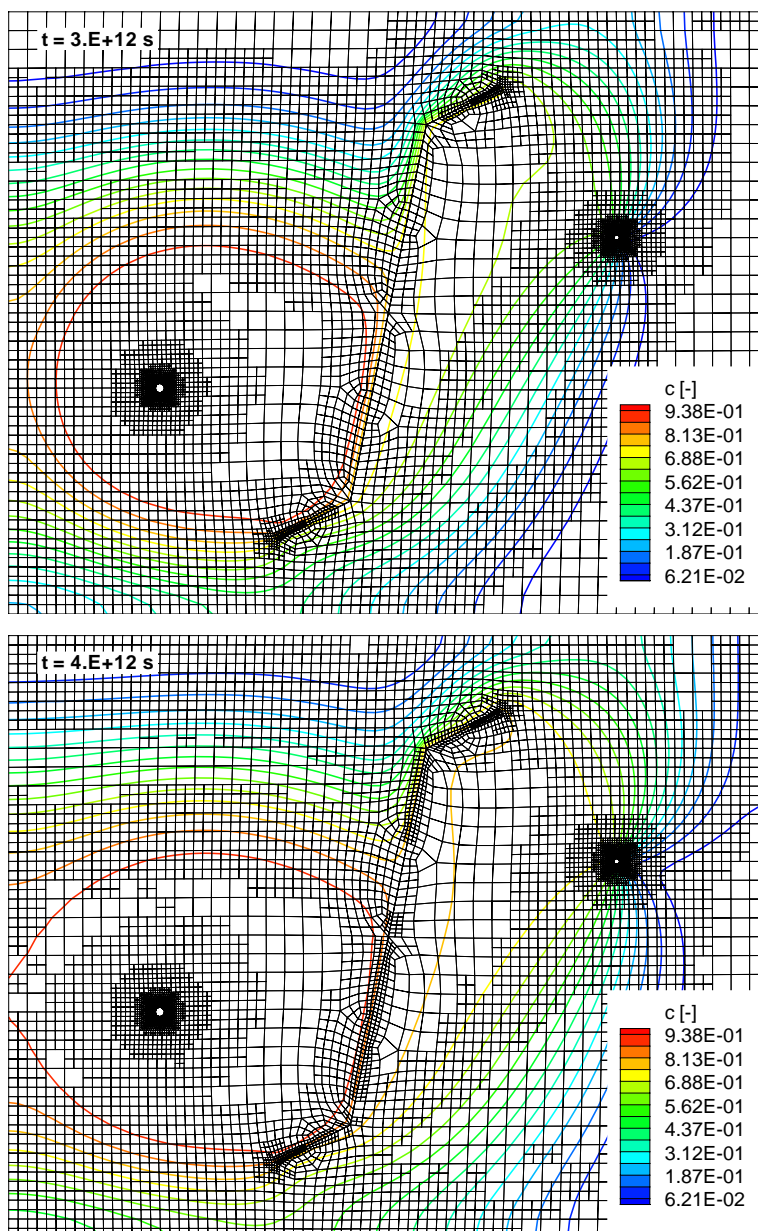 t = 3.E+12 s
c [-]
9.38E-01
8.13E-01
6.88E-01
5.62E-01
4.37E-01
3.12E-01
1.87E-01
6.21E-02
t = 4.E+12 s
c [-]
9.38E-01
8.13E-01
6.88E-01
5.62E-01
4.37E-01
3.12E-01
1.87E-01
6.21E-02